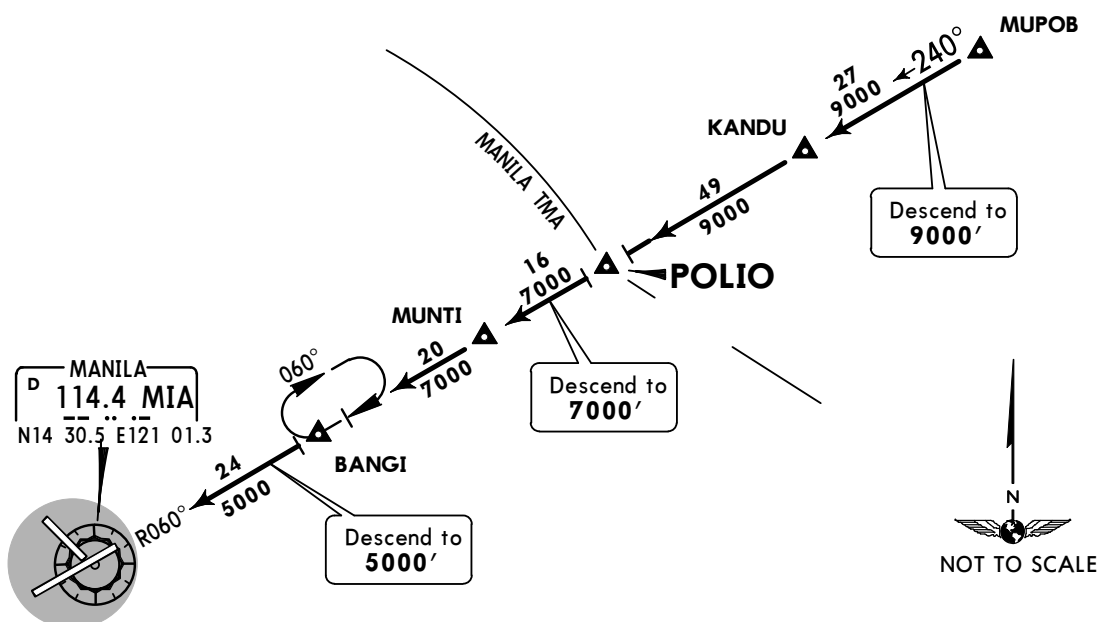 MUPOB
240°
27
9000
KANDU
Descend to
9000′
49
9000
MANILA TMA
POLIO
16
7000
MUNTI
Descend to
7000′
20
7000
060°
BANGI
MANILA
D 114.4 MIA
N14 30.5 E121 01.3
24
5000
R060°
Descend to
5000′
N
NOT TO SCALE